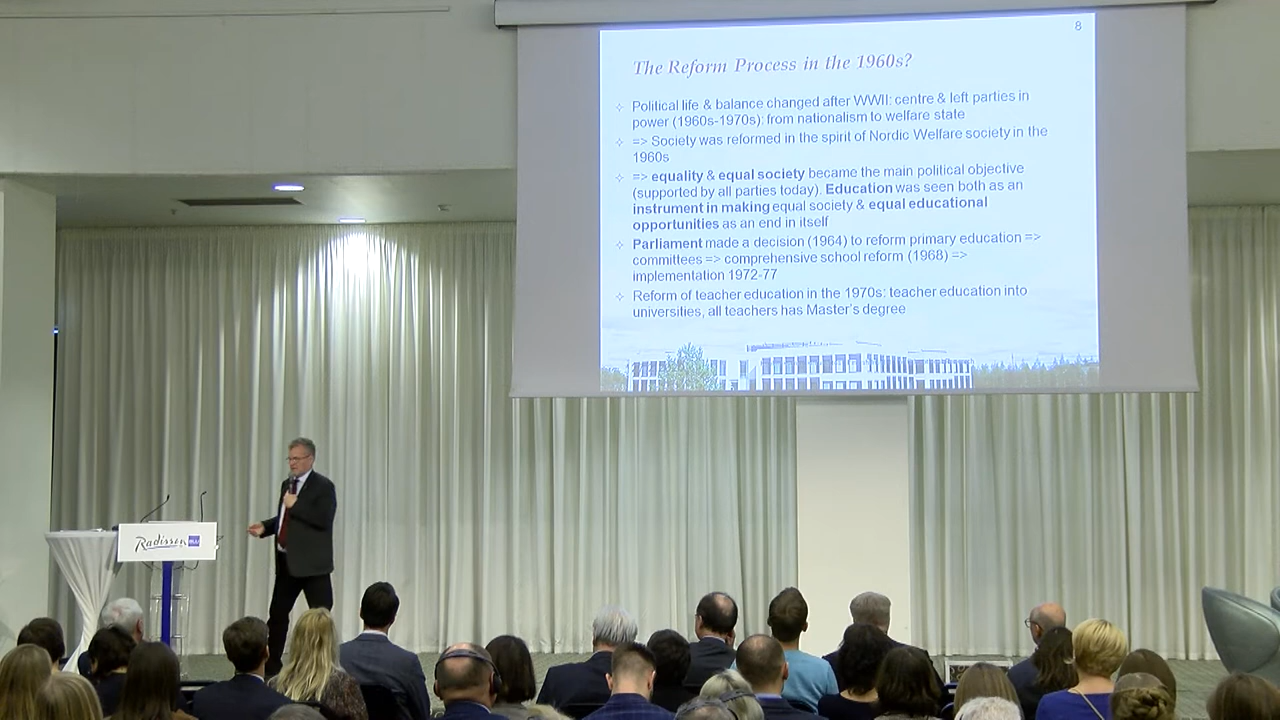 8
The Reform Process in the 1960s?
Political life & balance changed after WWII: centre & left parties in
power (1960s-1970s): from nationalism to welfare state
=> Society was reformed in the spirit of Nordic Welfare society in the
1960s
=> equality & equal society became the main political objective
(supported by all parties today). Education was seen both as an
instrument in making equal society & equal educational
opportunities as an end in itself
Parliament made a decision (1964) to reform primary education =>
committees => comprehensive school reform (1968) =>
implementation 1972-77
Reform of teacher education in the 1970s: teacher education into
universities, all teachers has Master's degree
Radisson BLU